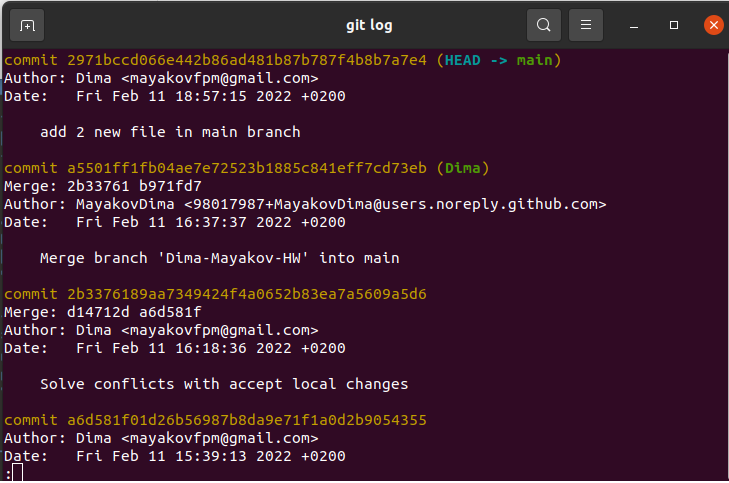 git log
commit 2971bccd066e442b86ad481b87b787f4b8b7a7e4 (HEAD -> main)
Author: Dima <mayakovfpm@gmail.com>
Date:   Fri Feb 11 18:57:15 2022 +0200
    add 2 new file in main branch
commit a5501ff1fb04ae7e72523b1885c841eff7cd73eb (Dima)
Merge: 2b33761 b971fd7
Author: MayakovDima <98017987+MayakovDima@users.noreply.github.com>
Date:   Fri Feb 11 16:37:37 2022 +0200
    Merge branch 'Dima-Mayakov-HW' into main
commit 2b3376189aa7349424f4a0652b83ea7a5609a5d6
Merge: d14712d a6d581f
Author: Dima <mayakovfpm@gmail.com>
Date:   Fri Feb 11 16:18:36 2022 +0200
    Solve conflicts with accept local changes
commit a6d581f01d26b56987b8da9e71f1a0d2b9054355
Author: Dima <mayakovfpm@gmail.com>
Date:   Fri Feb 11 15:39:13 2022 +0200
: